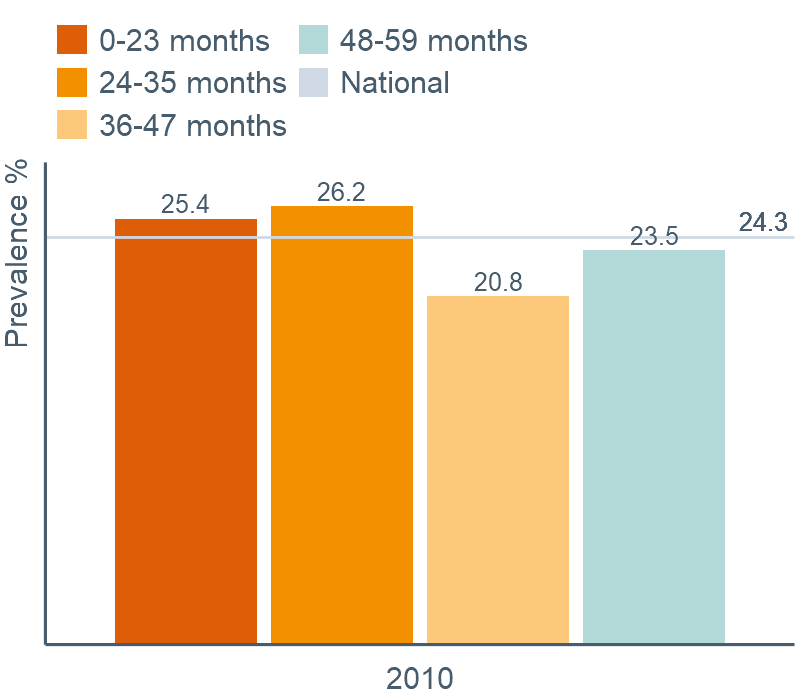 0-23 months
24-35 months
36-47 months
48-59 months
National
Prevalence %
25.4
26.2
20.8
23.5
24.3
2010